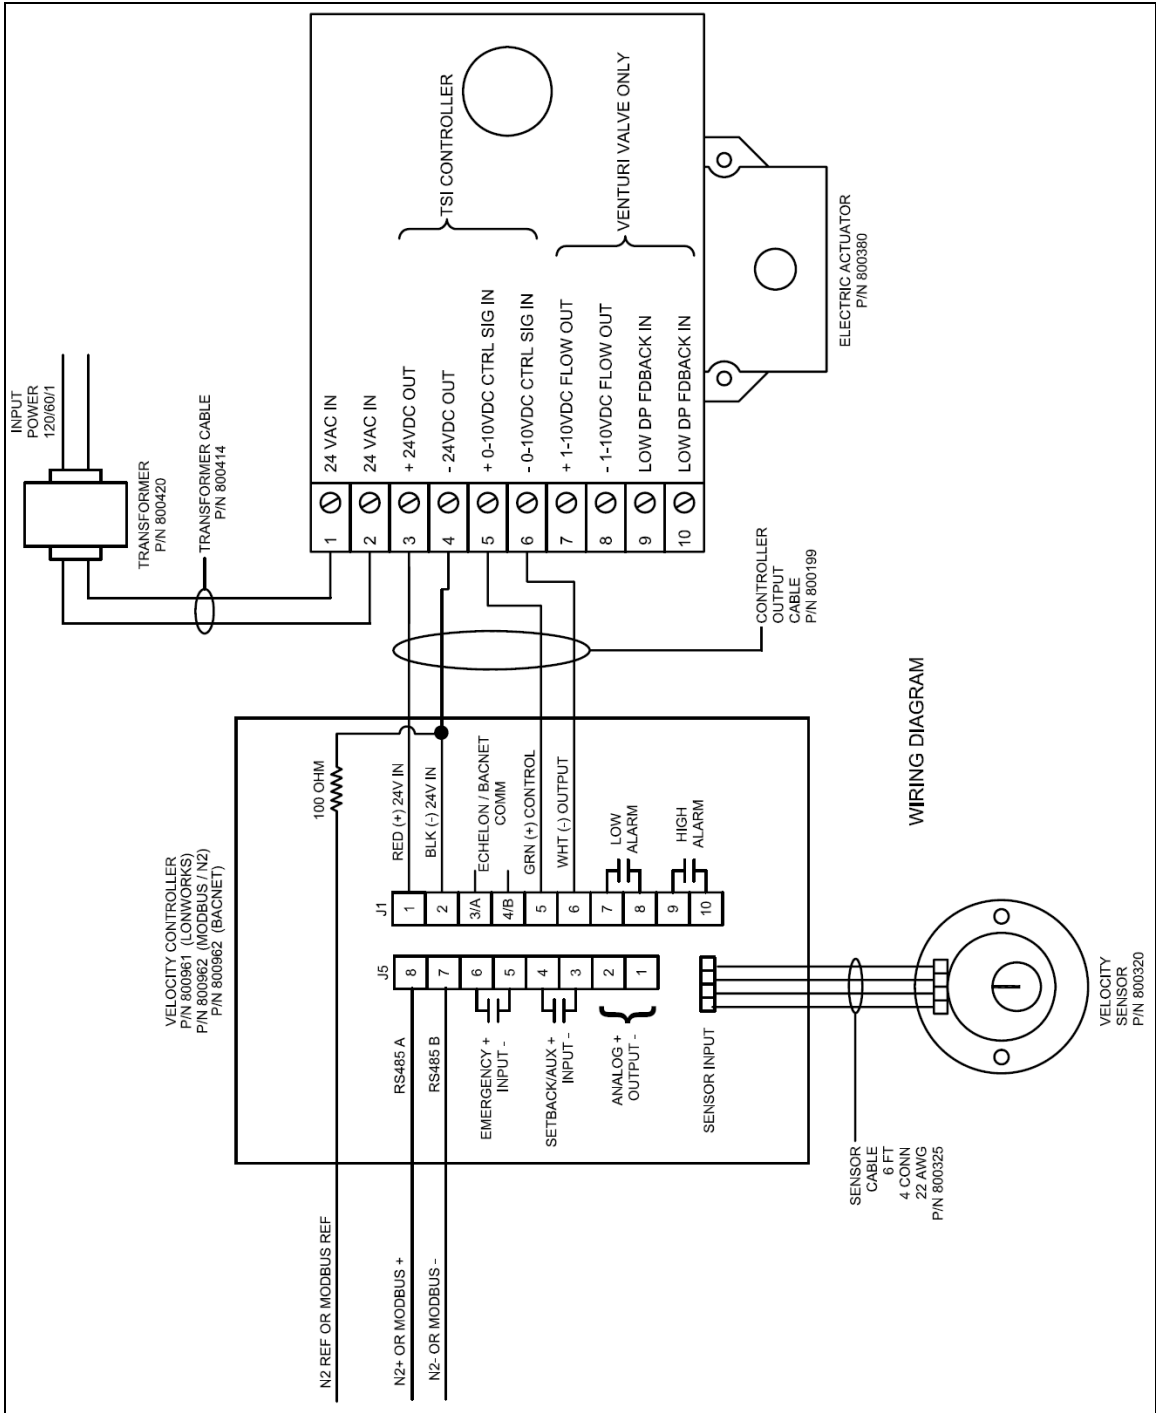 INPUT
POWER
120/60/1
TRANSFORMER
P/N 800420
TRANSFORMER CABLE
P/N 800414
1
24 VAC IN
2
24 VAC IN
3
+ 24VDC OUT
4
- 24VDC OUT
5
+ 0-10VDC CTRL SIG IN
6
- 0-10VDC CTRL SIG IN
7
+ 1-10VDC FLOW OUT
8
- 1-10VDC FLOW OUT
9
LOW DP FDBACK IN
10
LOW DP FDBACK IN
TSI CONTROLLER
VENTURI VALVE ONLY
ELECTRIC ACTUATOR
P/N 800380
CONTROLLER
OUTPUT
CABLE
P/N 800199
VELOCITY CONTROLLER
P/N 800961 (LONWORKS)
P/N 800962 (MODBUS / N2)
P/N 800962 (BACNET)
100 OHM
RED (+) 24V IN
BLK (-) 24V IN
ECHELON / BACNET
COMM
GRN (+) CONTROL
WHT (-) OUTPUT
LOW
ALARM
HIGH
ALARM
J1
1
2
3/A
4/B
5
6
7
8
9
10
J5
8
7
6
5
4
3
2
1
RS485 A
RS485 B
EMERGENCY +
INPUT -
SETBACK/AUX +
INPUT -
ANALOG +
OUTPUT -
SENSOR INPUT
N2 REF OR MODBUS REF
N2+ OR MODBUS +
N2- OR MODBUS -
SENSOR
CABLE
6 FT
4 CONN
22 AWG
P/N 800325
VELOCITY
SENSOR
P/N 800320
WIRING DIAGRAM